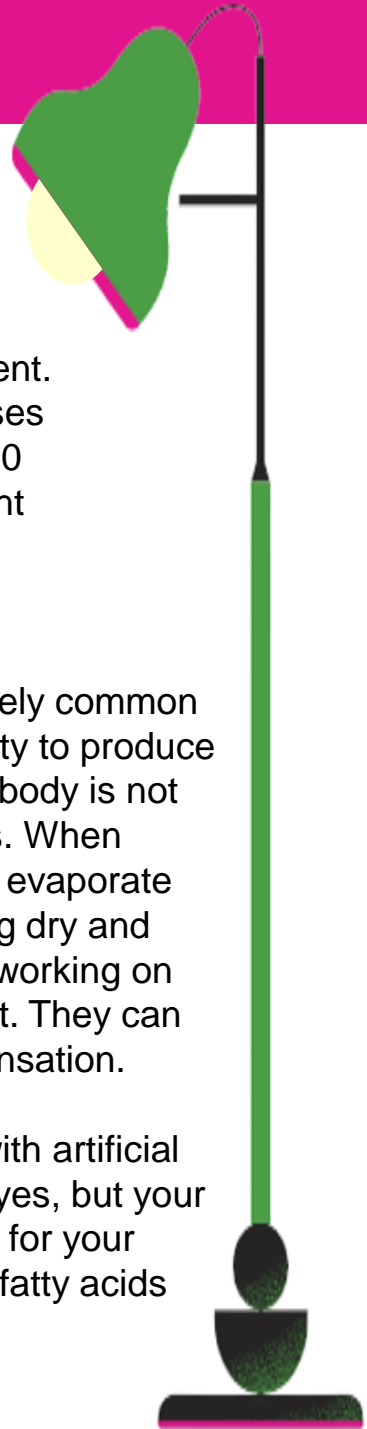 ent.
ses
0
nt
ely common
ty to produce
body is not
s. When
evaporate
g dry and
working on
t. They can
nsation.
ith artificial
yes, but your
for your
fatty acids